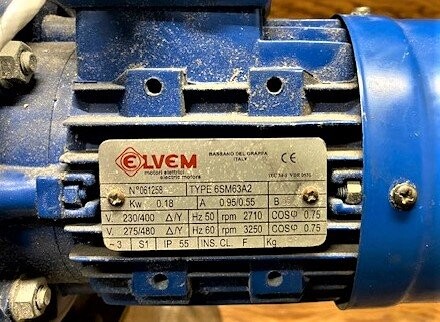 ELVEM
motori elettrici
electric motors
BASSANO DEL GRAPPA
ITALY
CE
N° 061258 TYPE 6SM63A2
Kw 0.18 A 0.95/0.55 B
V. 230/400 Δ/Y Hz 50 rpm 2710 COSφ 0.75
V. 275/480 Δ/Y Hz 60 rpm 3250 COSφ 0.75
~3 S1 IP 55 INS. CL. F Kg